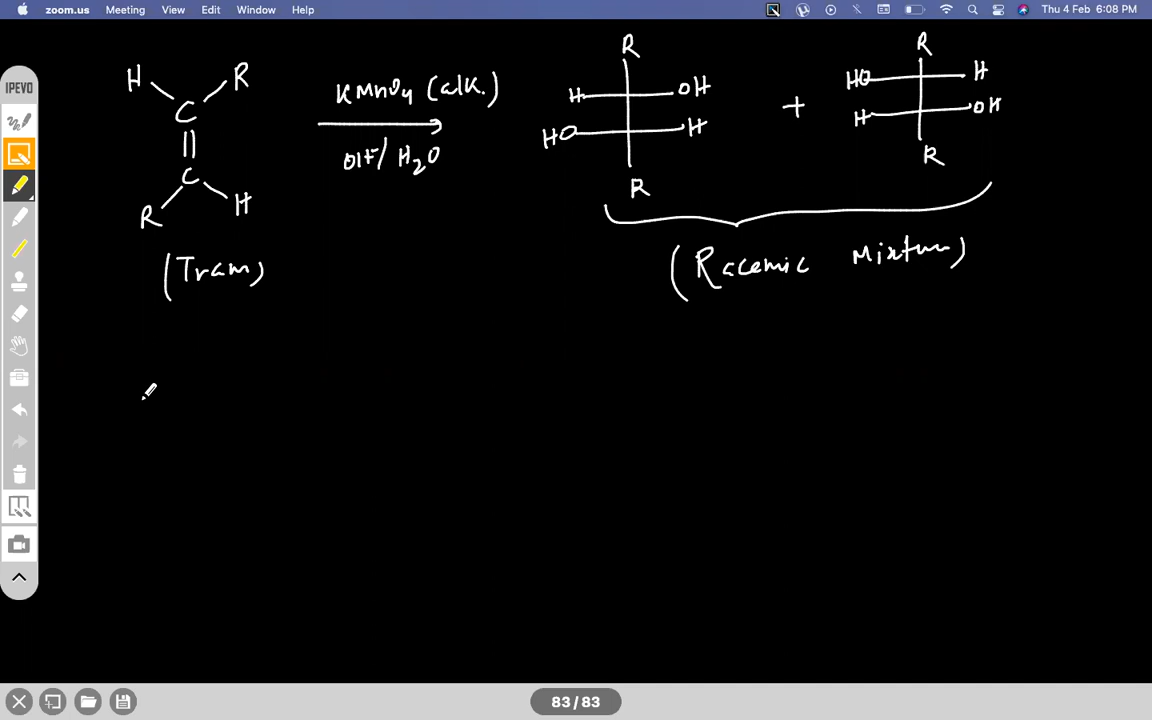 zoom.us Meeting View Edit Window Help Thu 4 Feb 6:08 PM
IPEVO
H R
C
C
R H
(Trans)
KMnO4 (alk.)
OH-/H2O
R
H OH
HO H
R
+
R
HO H
H OH
R
(Racemic Mixture)
83/83